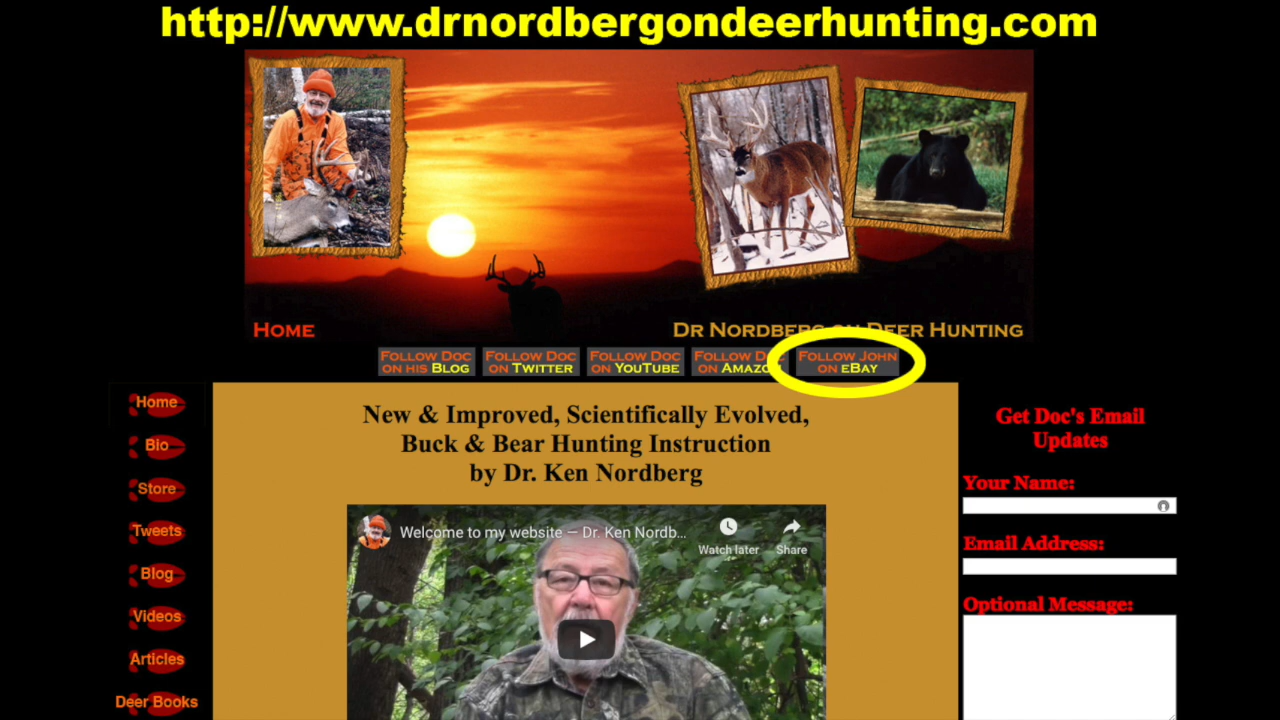 http://www.drnordbergondeerhunting.com
Home
Dr Nordberg on Deer Hunting
Follow Doc
on his Blog
Follow Doc
on Twitter
Follow Doc
on YouTube
Follow
on Amazon
Follow John
on eBay
Home
Bio
Store
Tweets
Blog
Videos
Articles
Deer Books
New & Improved, Scientifically Evolved,
Buck & Bear Hunting Instruction
by Dr. Ken Nordberg
Welcome to my website – Dr. Ken Nordb...
Watch later
Share
Get Doc's Email
Updates
Your Name:
Email Address:
Optional Message: